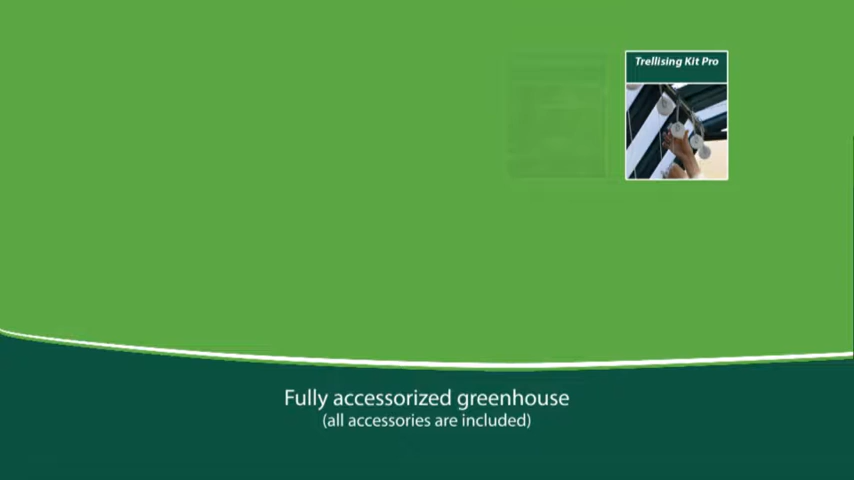 Trellising Kit Pro
Fully accessorized greenhouse
(all accessories are included)